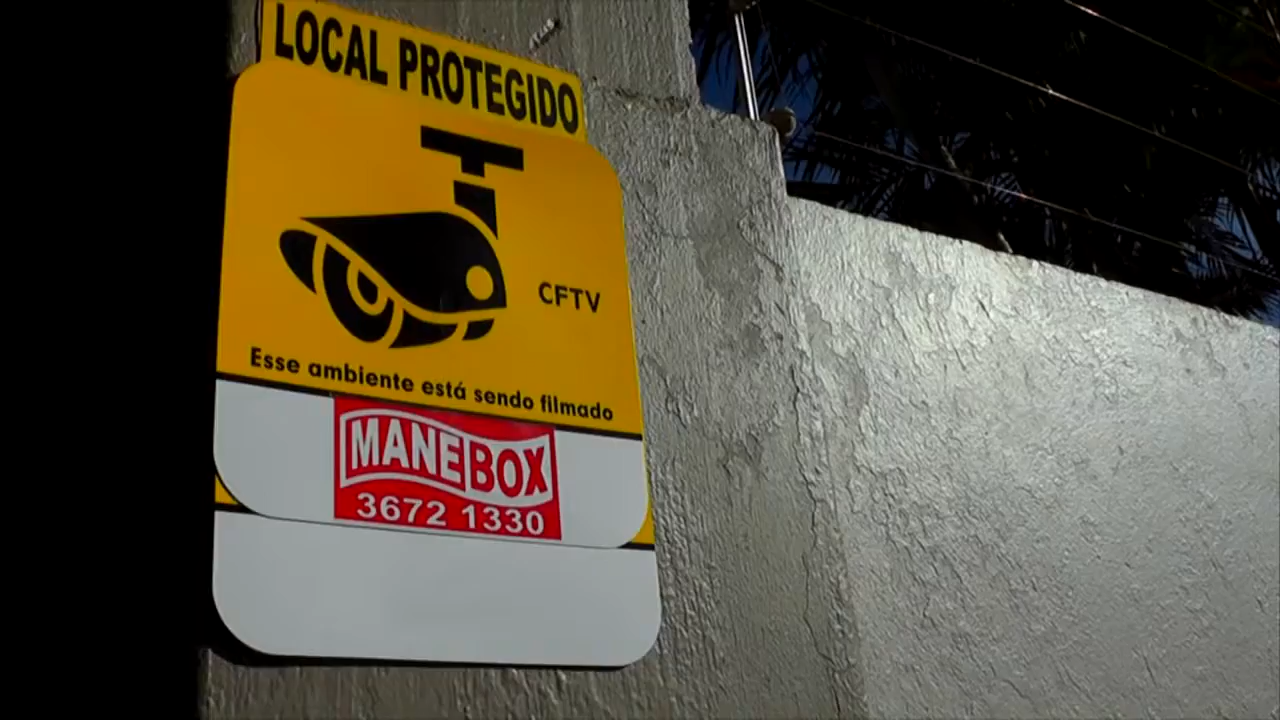 LOCAL PROTEGIDO
CFTV
Esse ambiente está sendo filmado
MANEBOX
3672 1330